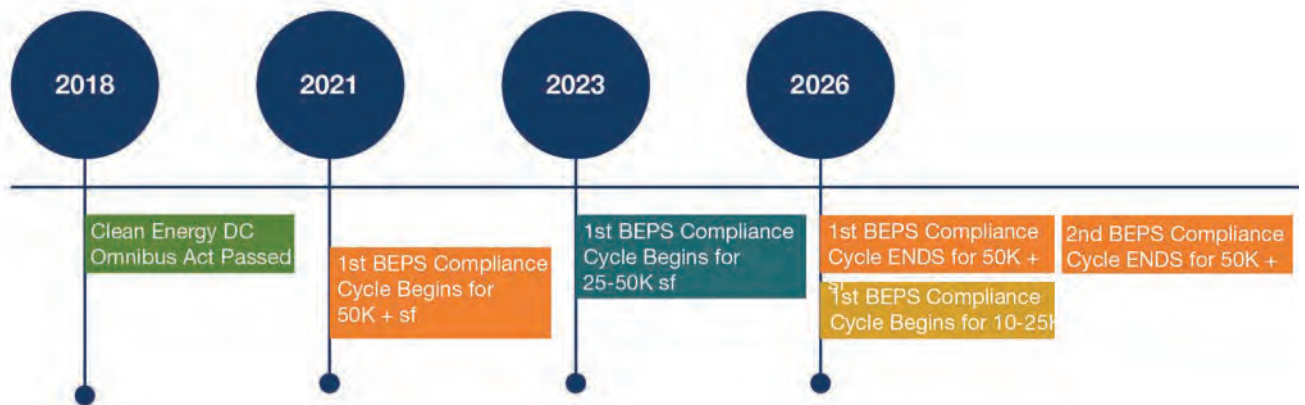 2018
2021
2023
2026
Clean Energy DC
Omnibus Act Passed
1st BEPS Compliance
Cycle Begins for
50K + sf
1st BEPS Compliance
Cycle Begins for
25-50K sf
1st BEPS Compliance
Cycle ENDS for 50K +
sf
1st BEPS Compliance
Cycle Begins for 10-25K
2nd BEPS Compliance
Cycle ENDS for 50K +